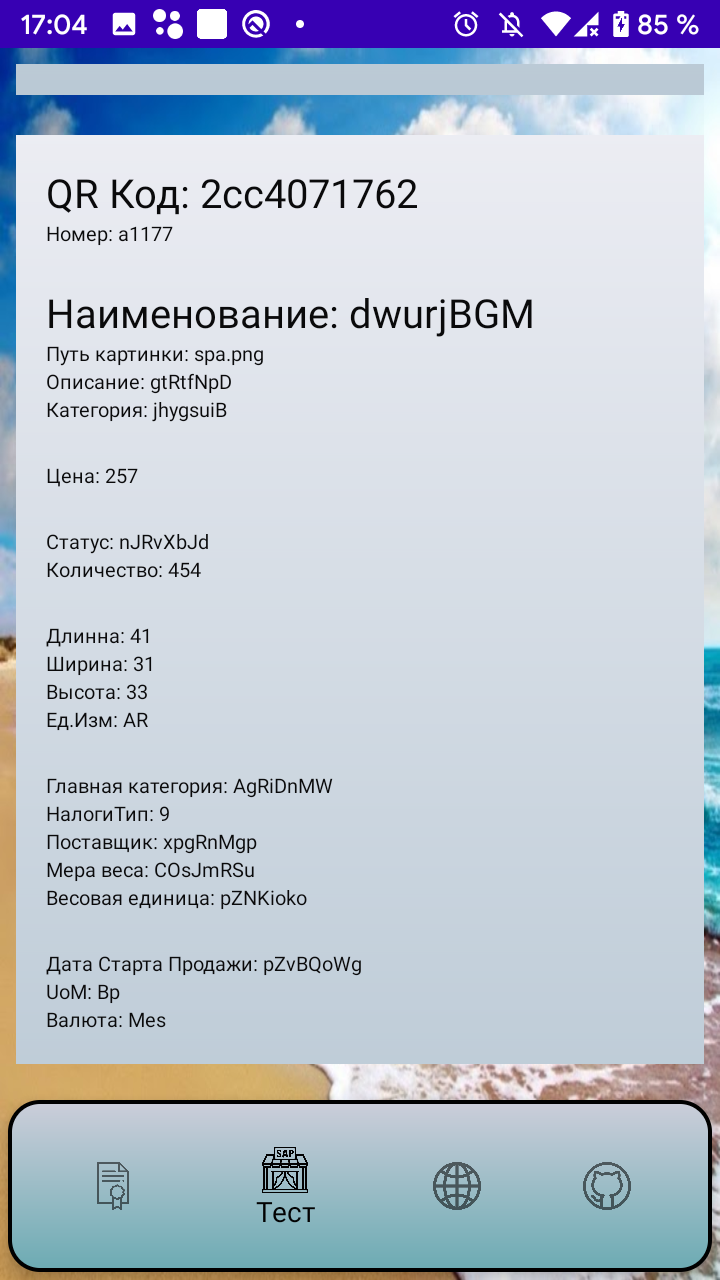 17:04
85 %
QR Код: 2cc4071762
Номер: a1177
Наименование: dwurjBGM
Путь картинки: spa.png
Описание: gtRtfNpD
Категория: jhygsuiB
Цена: 257
Статус: nJRvXbJd
Количество: 454
Длинна: 41
Ширина: 31
Высота: 33
Ед.Изм: AR
Главная категория: AgRiDnMW
НалогиТип: 9
Поставщик: xpgRnMgp
Мера веса: COsJmRSu
Весовая единица: pZNKioko
Дата Старта Продажи: pZvBQoWg
UoM: Bp
Валюта: Mes
SAP
Тест